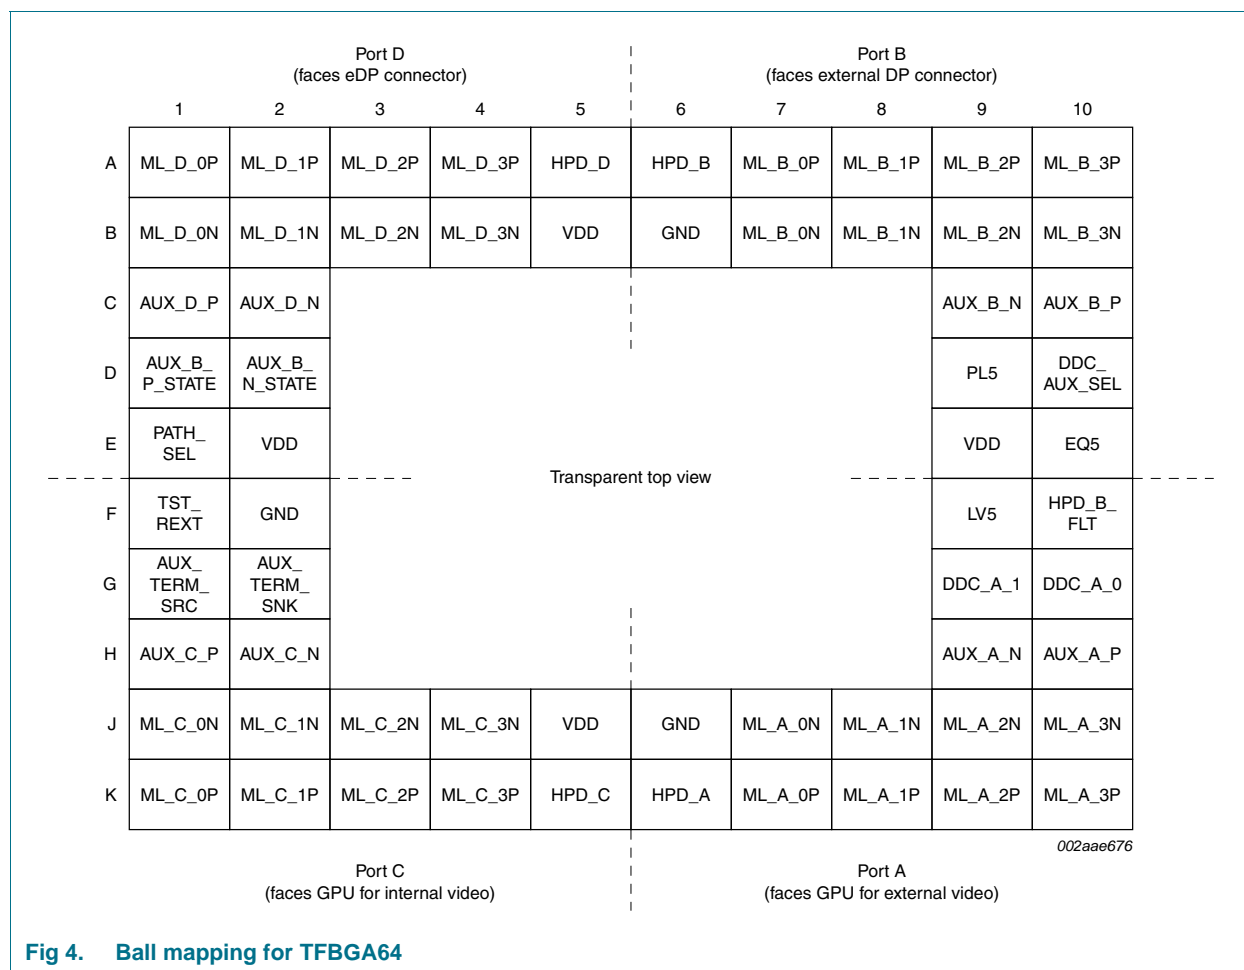 Port D Port B
(faces eDP connector) (faces external DP connector)
1 2 3 4 5 6 7 8 9 10
A ML_D_0P ML_D_1P ML_D_2P ML_D_3P HPD_D HPD_B ML_B_0P ML_B_1P ML_B_2P ML_B_3P
B ML_D_0N ML_D_1N ML_D_2N ML_D_3N VDD GND ML_B_0N ML_B_1N ML_B_2N ML_B_3N
C AUX_D_P AUX_D_N AUX_B_N AUX_B_P
D AUX_B_
P_STATE AUX_B_
N_STATE PL5 DDC_
AUX_SEL
E PATH_
SEL VDD VDD EQ5
Transparent top view
F TST_
REXT GND LV5 HPD_B_
FLT
G AUX_
TERM_
SRC AUX_
TERM_
SNK DDC_A_1 DDC_A_0
H AUX_C_P AUX_C_N AUX_A_N AUX_A_P
J ML_C_0N ML_C_1N ML_C_2N ML_C_3N VDD GND ML_A_0N ML_A_1N ML_A_2N ML_A_3N
K ML_C_0P ML_C_1P ML_C_2P ML_C_3P HPD_C HPD_A ML_A_0P ML_A_1P ML_A_2P ML_A_3P
002aae676
Port C Port A
(faces GPU for internal video) (faces GPU for external video)
Fig 4. Ball mapping for TFBGA64